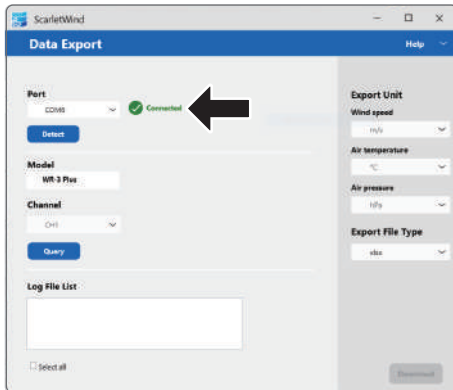 ScarletWind
Data Export
Help
Port
COM6
Connected
Detect
Model
WR-3 Plus
Channel
CH1
Query
Log File List
Select all
Export Unit
Wind speed
m/s
Air temperature
°C
Air pressure
hPa
Export File Type
xlsx
Download